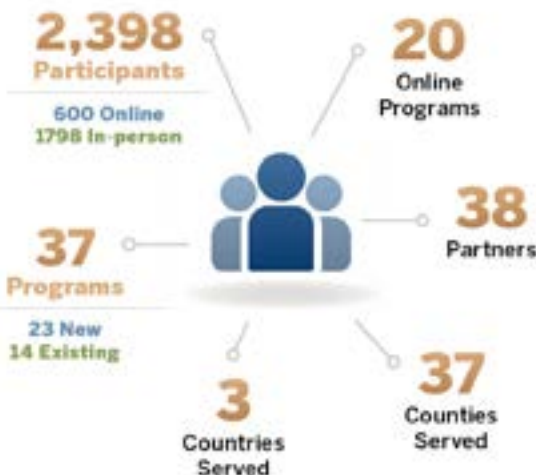 2,398
Participants
600 Online
1798 In-person
20
Online
Programs
38
Partners
37
Programs
23 New
14 Existing
3
Countries
Served
37
Counties
Served